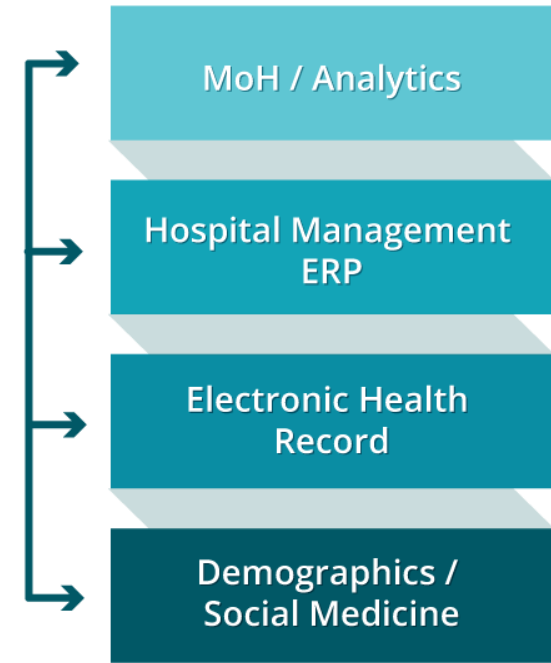 MoH / Analytics
Hospital Management
ERP
Electronic Health
Record
Demographics /
Social Medicine